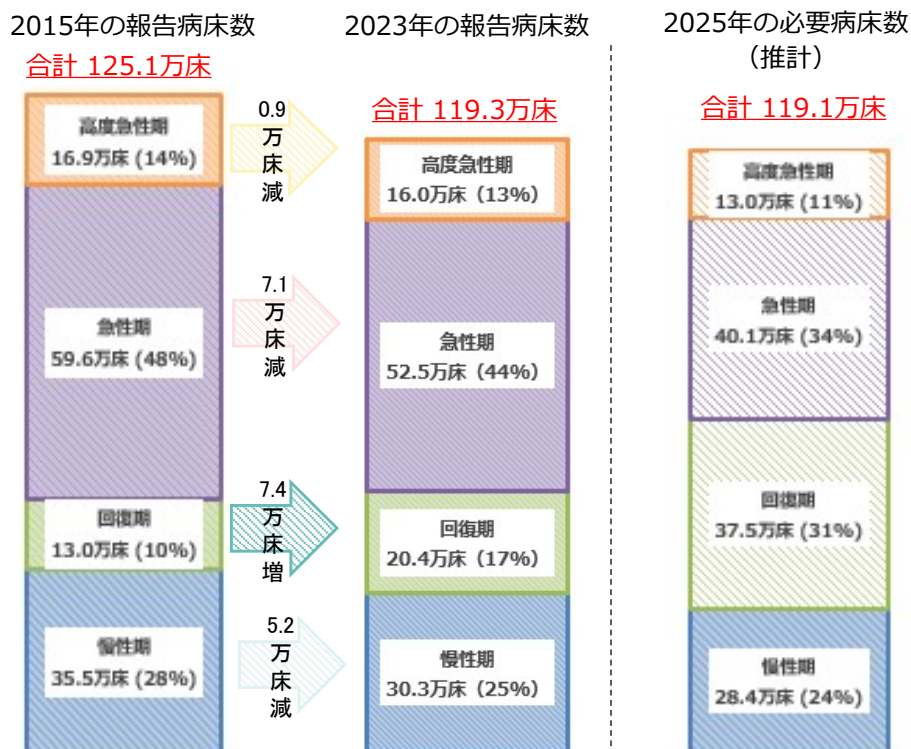 2015年の報告病床数
合計 125.1万床
高度急性期
16.9万床 (14%)
急性期
59.6万床 (48%)
回復期
13.0万床 (10%)
慢性期
35.5万床 (28%)
0.9
万
床
減
7.1
万
床
減
7.4
万
床
増
5.2
万
床
減
2023年の報告病床数
合計 119.3万床
高度急性期
16.0万床 (13%)
急性期
52.5万床（44%）
回復期
20.4万床（17%）
慢性期
30.3万床（25%）
2025年の必要病床数
（推計）
合計 119.1万床
高度急性期
13.0万床 (11%)
急性期
40.1万床 (34%)
回復期
37.5万床 (31%)
慢性期
28.4万床 (24%)